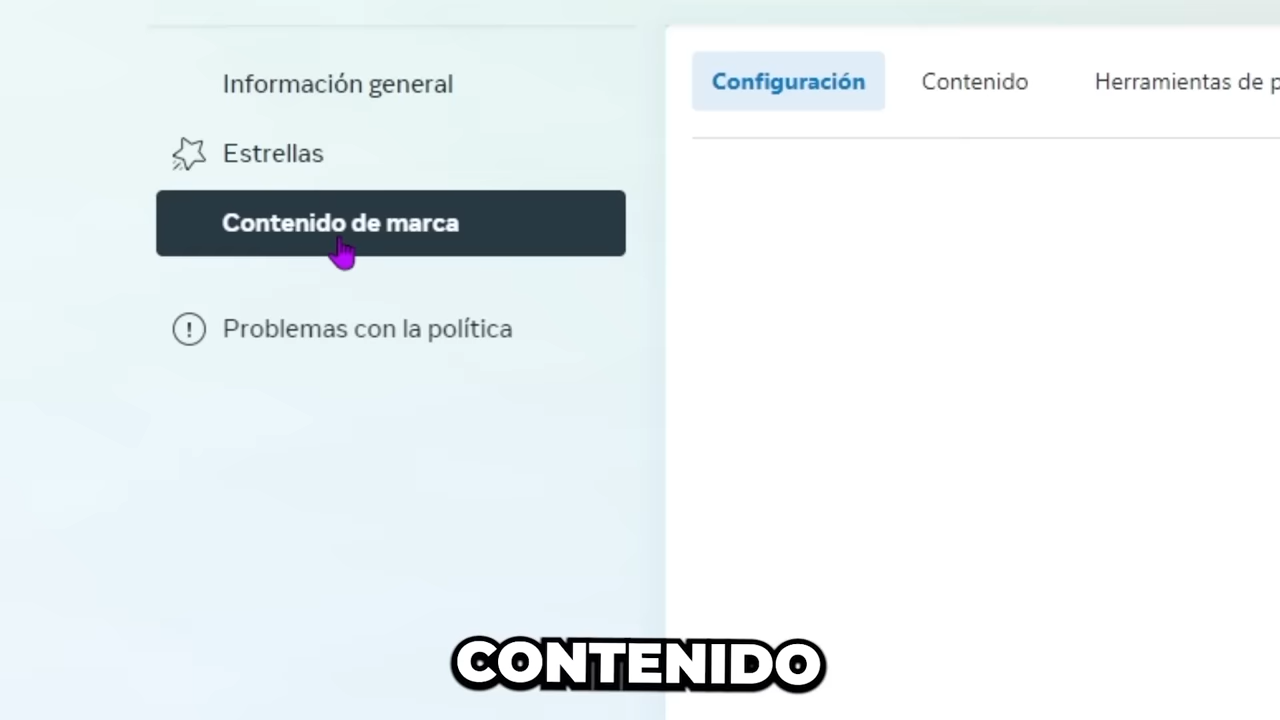 Información general
Estrellas
Contenido de marca
Problemas con la política
Configuración
Contenido
Herramientas de p
CONTENIDO